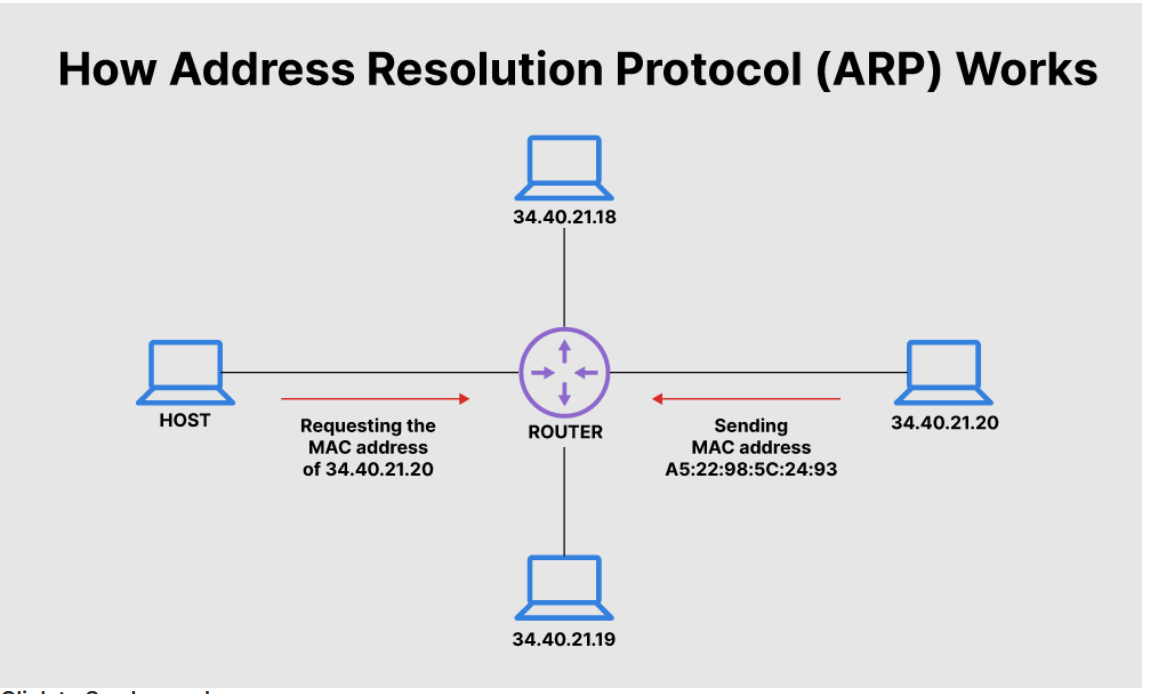 How Address Resolution Protocol (ARP) Works
34.40.21.18
HOST
Requesting the
MAC address
of 34.40.21.20
ROUTER
Sending
MAC address
A5:22:98:5C:24:93
34.40.21.20
34.40.21.19